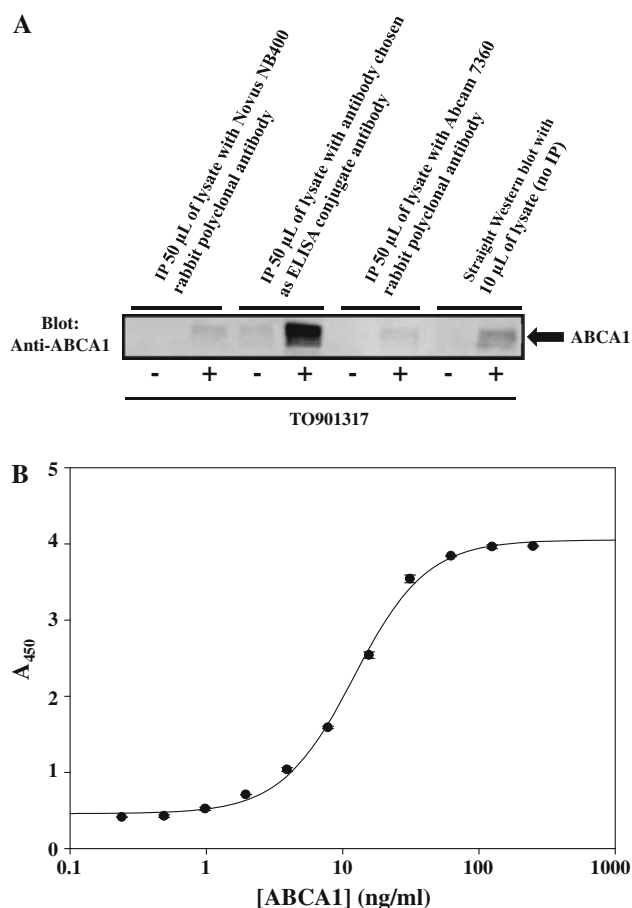 A
IP 50 µL of lysate with Novus NB400
rabbit polyclonal antibody
IP 50 µL of lysate with antibody chosen
as ELISA conjugate antibody
IP 50 µL of lysate with Abcam 7360
rabbit polyclonal antibody
Straight Western blot with
10 µL of lysate (no IP)
Blot:
Anti-ABCA1
ABCA1
- + - + - + - +
TO901317
B
5
4
3
2
1
0
A450
0.1 1 10 100 1000
[ABCA1] (ng/ml)